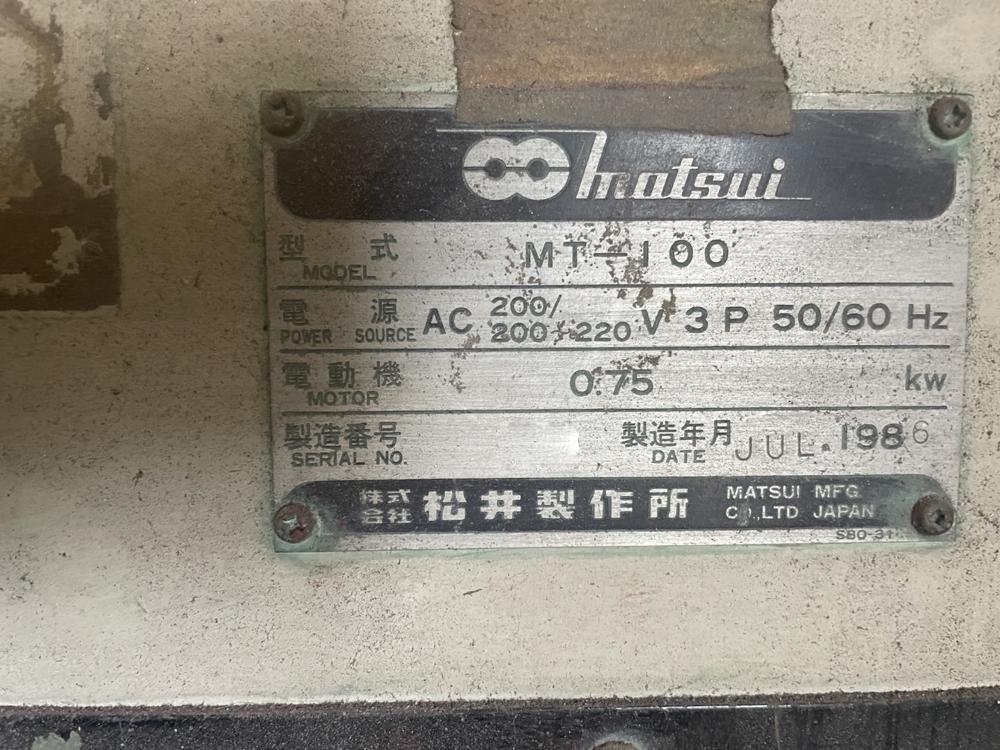 matsui
型式 MT-100
MODEL
電源 AC 200/ 200/220 V 3P 50/60 Hz
POWER SOURCE
電動機 0.75 kw
MOTOR
製造番号 製造年月 JUL.1986
SERIAL NO. DATE
株式会社 松井製作所 MATSUI MFG
CO.,LTD JAPAN